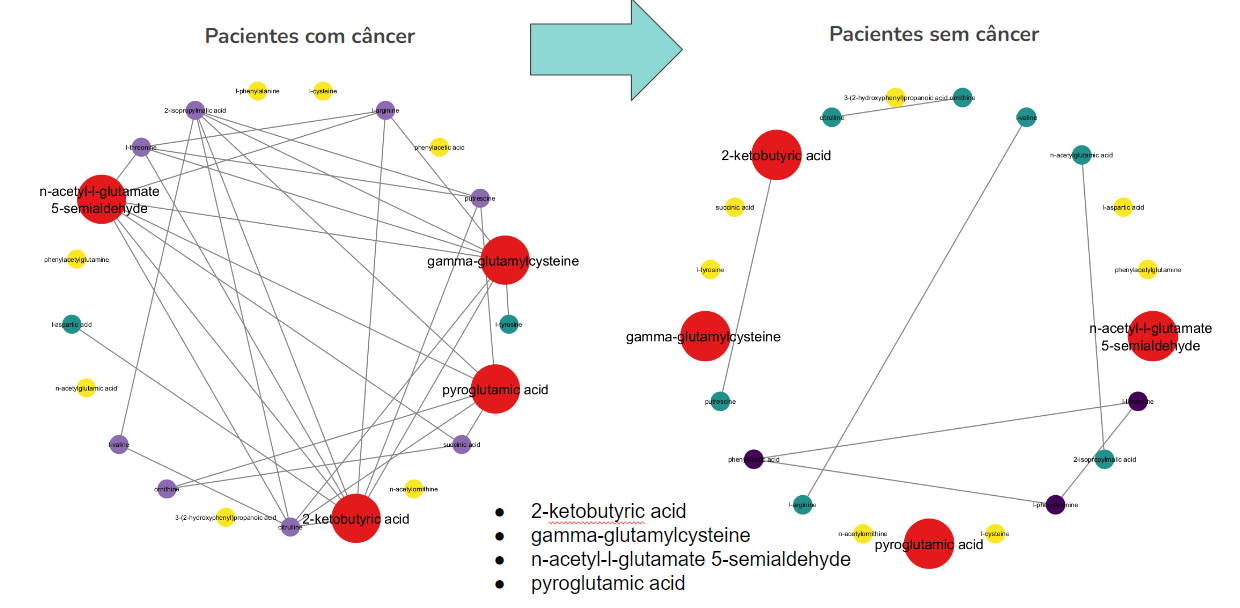 Pacientes com câncer
Pacientes sem câncer
l-phenylalanine
l-cysteine
2-isopropylmalic acid
l-arginine
l-threonine
phenylacetic acid
n-acetyl-l-glutamate
5-semialdehyde
putrescine
phenylacetylglutamine
gamma-glutamylcysteine
l-aspartic acid
l-tyrosine
n-acetylglutamic acid
pyroglutamic acid
l-valine
succinic acid
ornithine
n-acetylornithine
3-(2-hydroxyphenyl)propanoic acid
citrulline
2-ketobutyric acid
3-(2-hydroxyphenyl)propanoic acid
ornithine
citrulline
l-valine
2-ketobutyric acid
n-acetylglutamic acid
succinic acid
l-aspartic acid
l-tyrosine
phenylacetylglutamine
gamma-glutamylcysteine
n-acetyl-l-glutamate
5-semialdehyde
putrescine
l-threonine
phenylacetic acid
2-isopropylmalic acid
l-arginine
l-phenylalanine
n-acetylornithine
pyroglutamic acid
l-cysteine
● 2-ketobutyric acid
● gamma-glutamylcysteine
● n-acetyl-l-glutamate 5-semialdehyde
● pyroglutamic acid